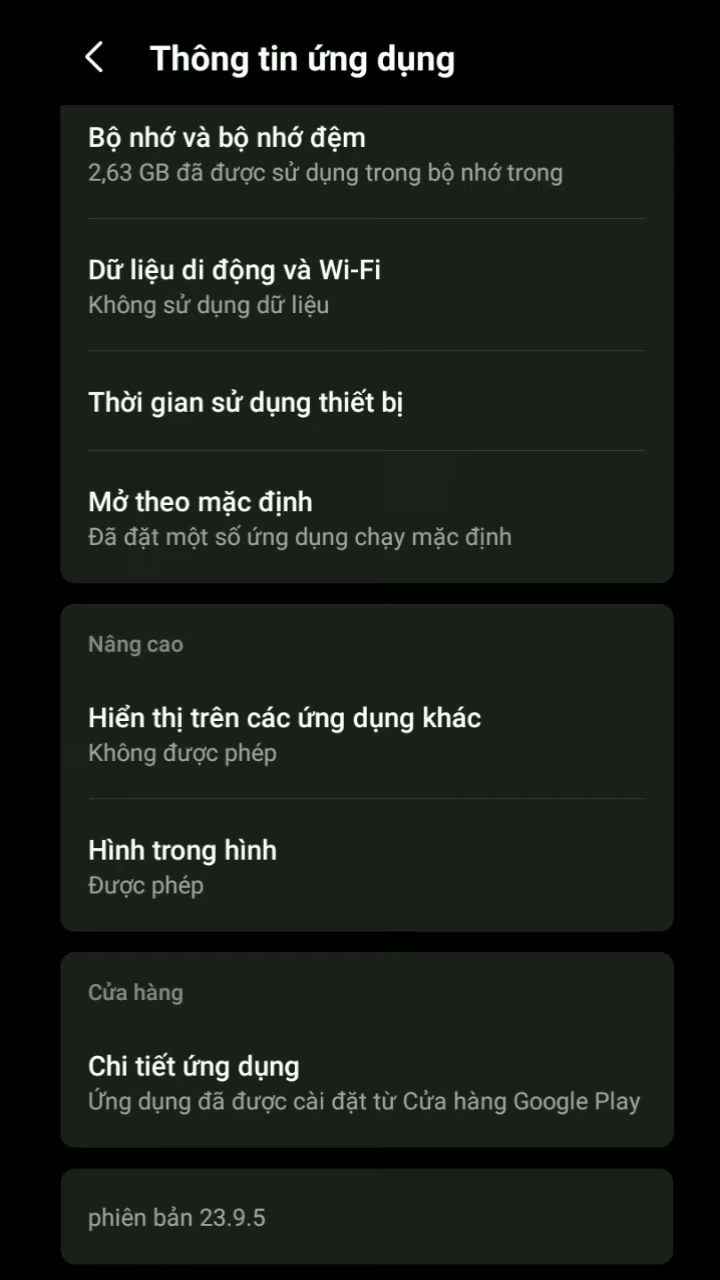 Thông tin ứng dụng
Bộ nhớ và bộ nhớ đệm
2,63 GB đã được sử dụng trong bộ nhớ trong
Dữ liệu di động và Wi-Fi
Không sử dụng dữ liệu
Thời gian sử dụng thiết bị
Mở theo mặc định
Đã đặt một số ứng dụng chạy mặc định
Nâng cao
Hiển thị trên các ứng dụng khác
Không được phép
Hình trong hình
Được phép
Cửa hàng
Chi tiết ứng dụng
Ứng dụng đã được cài đặt từ Cửa hàng Google Play
phiên bản 23.9.5